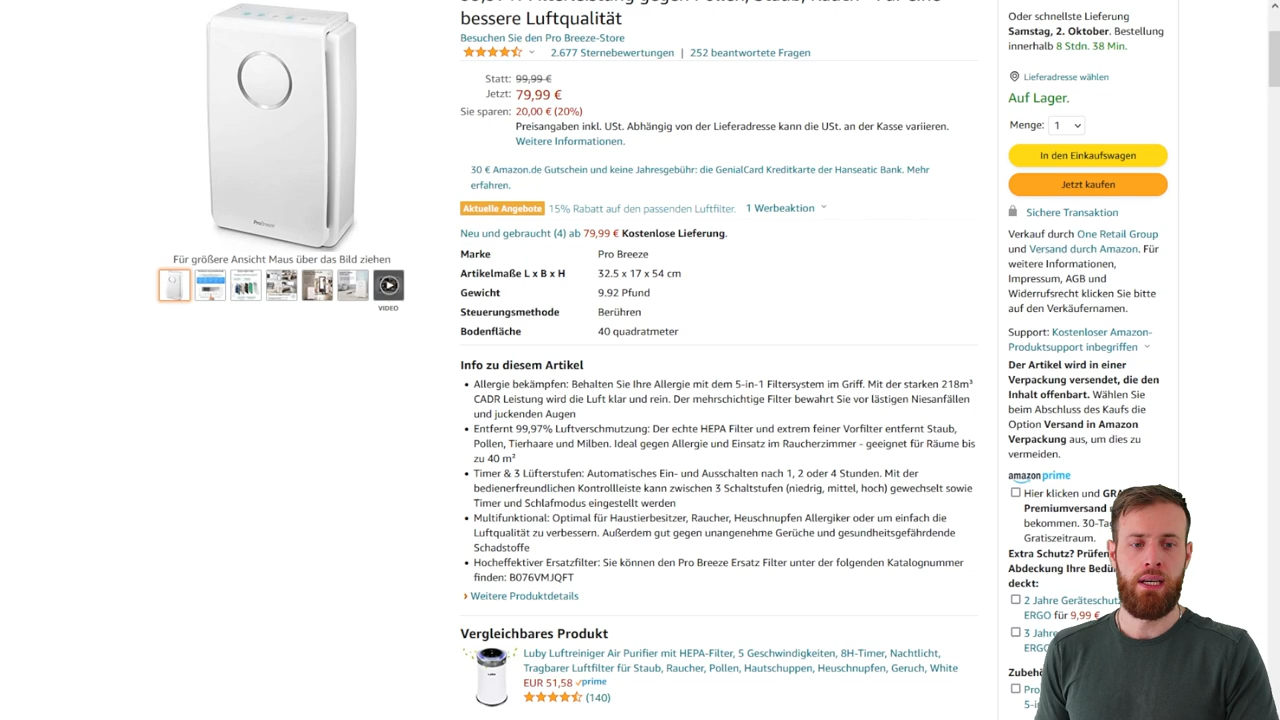 bessere Luftqualität
Besuchen Sie den Pro Breeze-Store
2.677 Sternebewertungen | 252 beantwortete Fragen
Statt: 99,99 €
Jetzt: 79,99 €
Sie sparen: 20,00 € (20%)
Preisangaben inkl. USt. Abhängig von der Lieferadresse kann die USt. an der Kasse variieren.
Weitere Informationen.
30 € Amazon.de Gutschein und keine Jahresgebühr: die GenialCard Kreditkarte der Hanseatic Bank. Mehr
erfahren.
Aktuelle Angebote 15% Rabatt auf den passenden Luftfilter. 1 Werbeaktion
Neu und gebraucht (4) ab 79,99 € Kostenlose Lieferung.
Marke Pro Breeze
Artikelmaße L x B x H 32.5 x 17 x 54 cm
Gewicht 9.92 Pfund
Steuerungsmethode Berühren
Bodenfläche 40 quadratmeter
Info zu diesem Artikel
• Allergie bekämpfen: Behalten Sie Ihre Allergie mit dem 5-in-1 Filtersystem im Griff. Mit der starken 218m³
CADR Leistung wird die Luft klar und rein. Der mehrschichtige Filter bewahrt Sie vor lästigen Niesanfällen
und juckenden Augen
• Entfernt 99,97% Luftverschmutzung: Der echte HEPA Filter und extrem feiner Vorfilter entfernt Staub,
Pollen, Tierhaare und Milben. Ideal gegen Allergie und Einsatz im Raucherzimmer - geeignet für Räume bis
zu 40 m²
• Timer & 3 Lüfterstufen: Automatisches Ein- und Ausschalten nach 1, 2 oder 4 Stunden. Mit der
bedienerfreundlichen Kontrollleiste kann zwischen 3 Schaltstufen (niedrig, mittel, hoch) gewechselt sowie
Timer und Schlafmodus eingestellt werden
• Multifunktional: Optimal für Haustierbesitzer, Raucher, Heuschnupfen Allergiker oder um einfach die
Luftqualität zu verbessern. Außerdem gut gegen unangenehme Gerüche und gesundheitsgefährdende
Schadstoffe
• Hocheffektiver Ersatzfilter: Sie können den Pro Breeze Ersatz Filter unter der folgenden Katalognummer
finden: B076VMJQFT
› Weitere Produktdetails
Vergleichbares Produkt
Luby Luftreiniger Air Purifier mit HEPA-Filter, 5 Geschwindigkeiten, 8H-Timer, Nachtlicht,
Tragbarer Luftfilter für Staub, Raucher, Pollen, Hautschuppen, Heuschnupfen, Geruch, White
EUR 51,58 prime
(140)
ProBreeze
Für größere Ansicht Maus über das Bild ziehen
VIDEO
Oder schnellste Lieferung
Samstag, 2. Oktober. Bestellung
innerhalb 8 Stdn. 38 Min.
Lieferadresse wählen
Auf Lager.
Menge: 1
In den Einkaufswagen
Jetzt kaufen
Sichere Transaktion
Verkauf durch One Retail Group
und Versand durch Amazon. Für
weitere Informationen,
Impressum, AGB und
Widerrufsrecht klicken Sie bitte
auf den Verkäufernamen.
Support: Kostenloser Amazon-
Produktsupport inbegriffen
Der Artikel wird in einer
Verpackung versendet, die den
Inhalt offenbart. Wählen Sie
beim Abschluss des Kaufs die
Option Versand in Amazon
Verpackung aus, um dies zu
vermeiden.
amazon prime
Hier klicken und
Premiumversand
bekommen.
Gratiszeitraum.
Extra Schutz? Prüfen
Abdeckung Ihre
deckt:
2 Jahre
ERGO für 9,99 €
3
ERGO